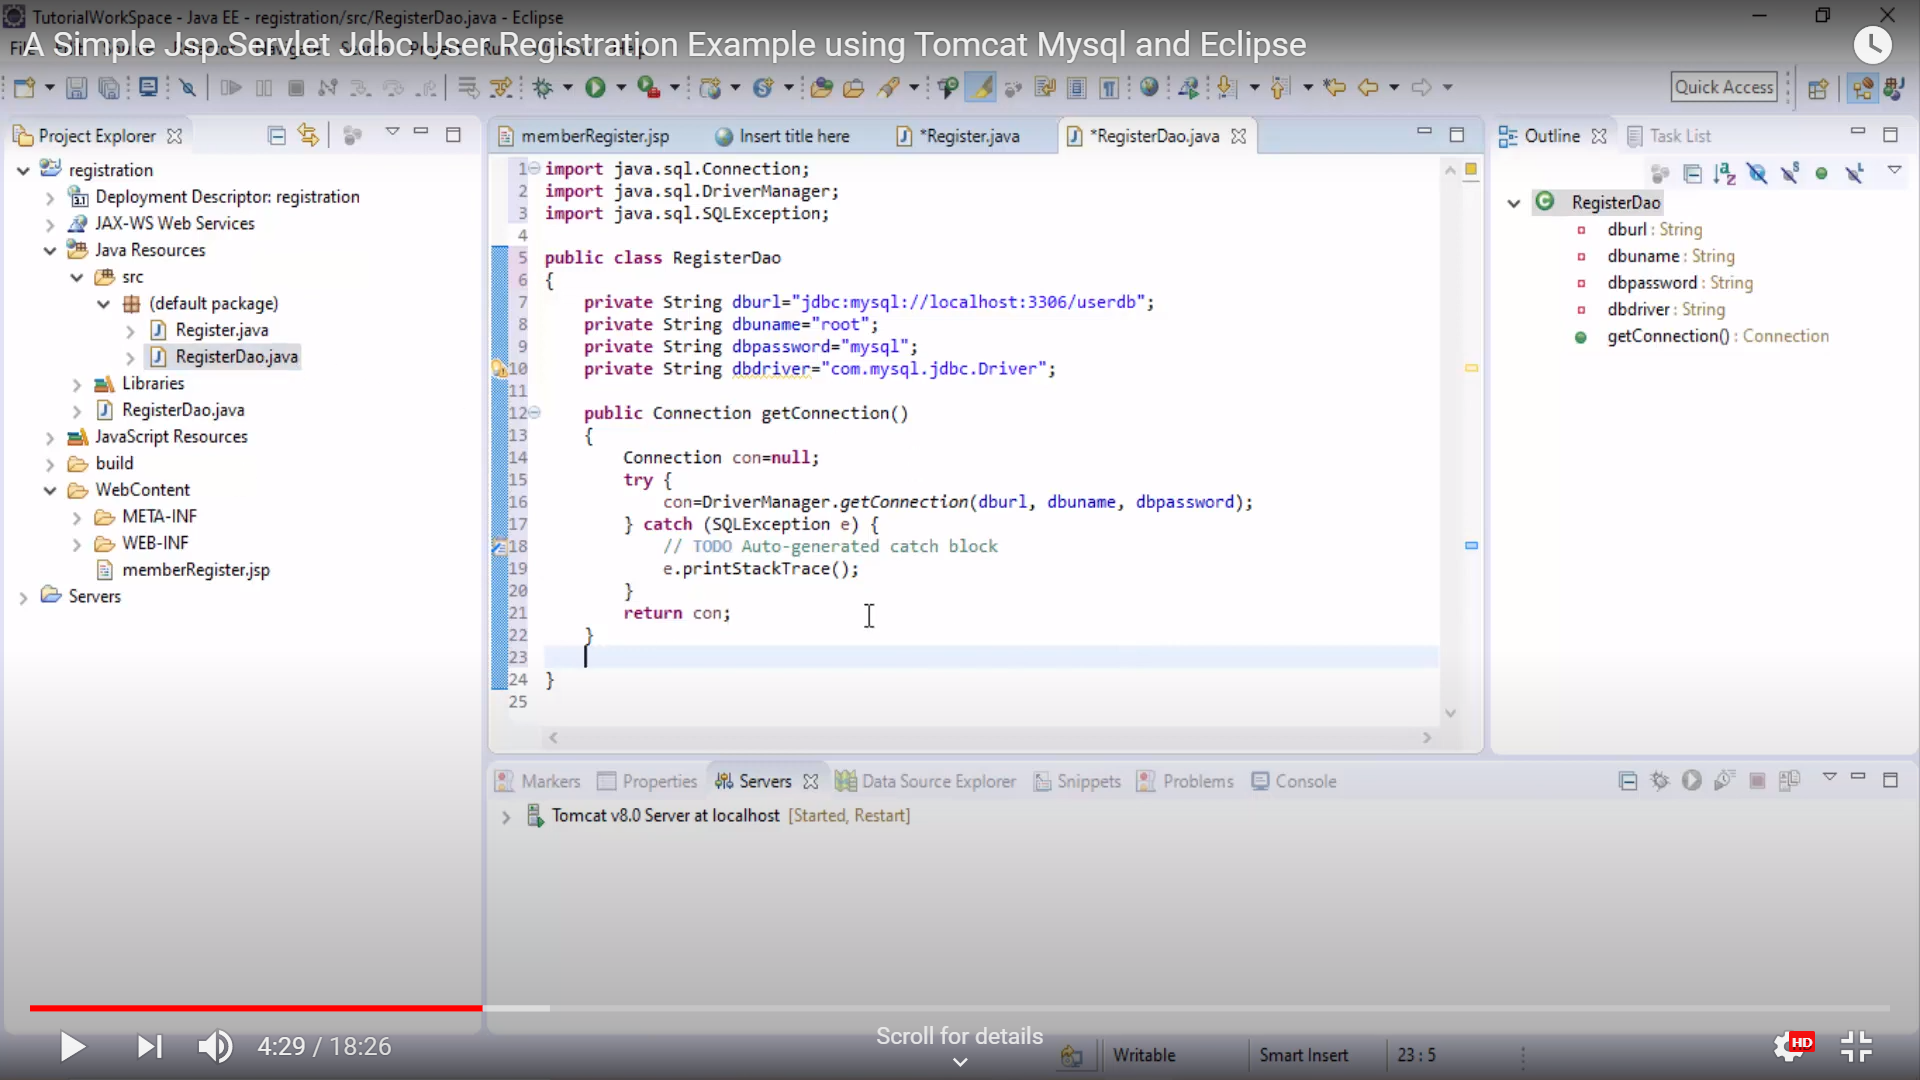 TutorialWorkSpace - Java EE - registration/src/RegisterDao.java - Eclipse
A Simple Jsp Servlet Jdbc User Registration Example using Tomcat Mysql and Eclipse
Quick Access
Project Explorer
registration
Deployment Descriptor: registration
JAX-WS Web Services
Java Resources
src
(default package)
Register.java
RegisterDao.java
Libraries
RegisterDao.java
JavaScript Resources
build
WebContent
META-INF
WEB-INF
memberRegister.jsp
Servers
memberRegister.jsp
Insert title here
*Register.java
*RegisterDao.java
1 import java.sql.Connection;
2 import java.sql.DriverManager;
3 import java.sql.SQLException;
4
5 public class RegisterDao
6 {
7 private String dburl="jdbc:mysql://localhost:3306/userdb";
8 private String dbuname="root";
9 private String dbpassword="mysql";
10 private String dbdriver="com.mysql.jdbc.Driver";
11
12 public Connection getConnection()
13 {
14 Connection con=null;
15 try {
16 con=DriverManager.getConnection(dburl, dbuname, dbpassword);
17 } catch (SQLException e) {
18 // TODO Auto-generated catch block
19 e.printStackTrace();
20 }
21 return con;
22 }
23
24 }
25
Outline
Task List
RegisterDao
dburl : String
dbuname : String
dbpassword : String
dbdriver : String
getConnection() : Connection
Markers
Properties
Servers
Data Source Explorer
Snippets
Problems
Console
Tomcat v8.0 Server at localhost [Started, Restart]
4:29 / 18:26
Scroll for details
Writable
Smart Insert
23 : 5
HD